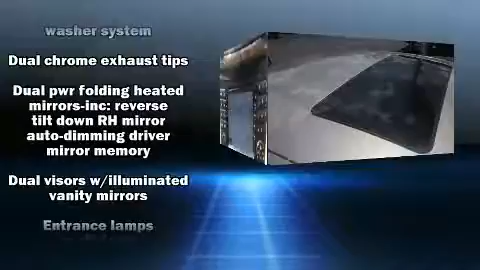 washer system
Dual chrome exhaust tips
Dual pwr folding heated
mirrors-inc: reverse
tilt down RH mirror
auto-dimming driver
mirror memory
Dual visors w/illuminated
vanity mirrors
Entrance lamps